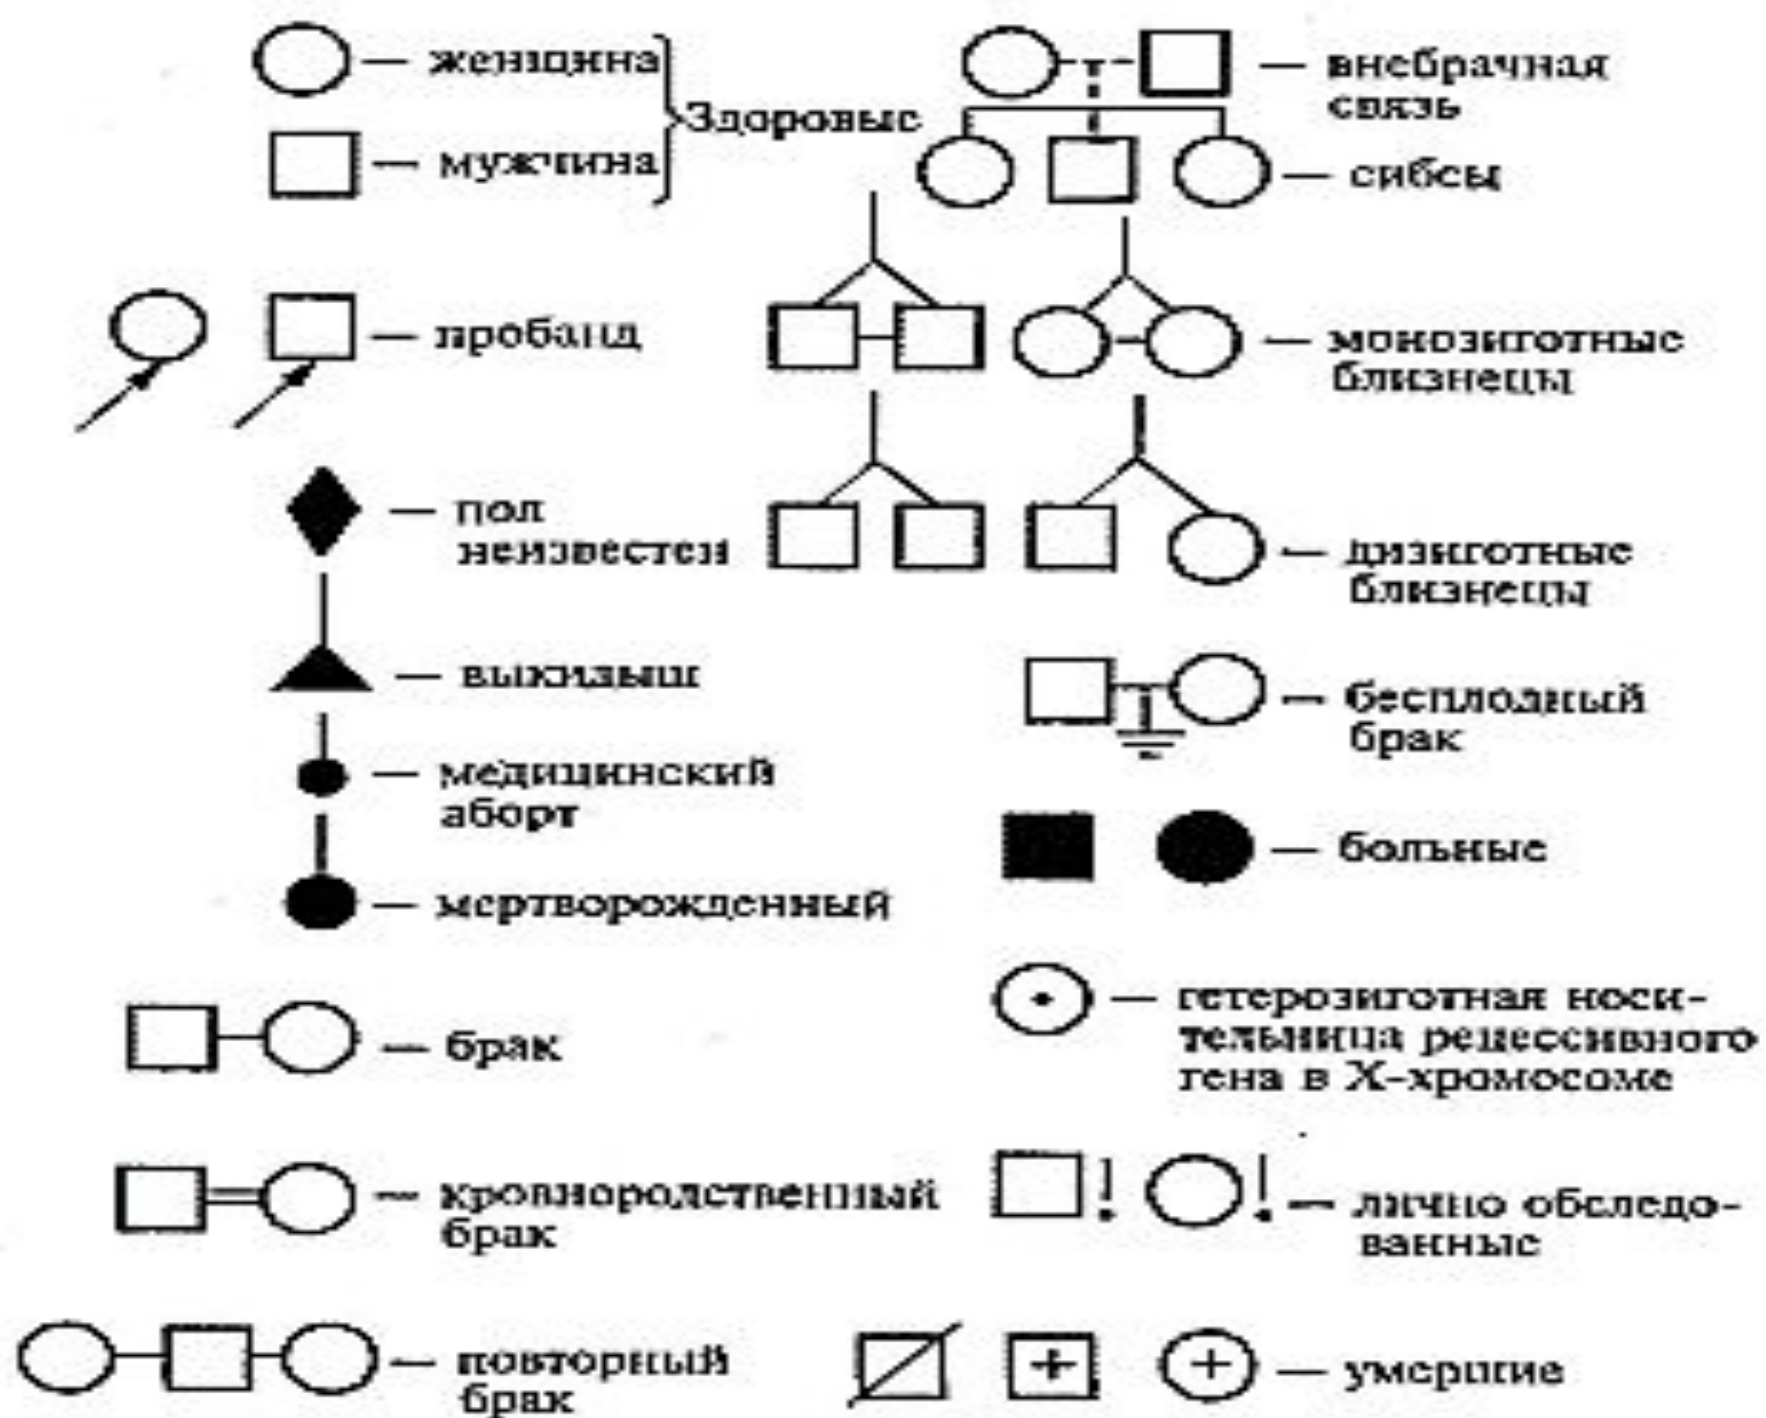 — женщина
— мужчина
Здоровые
— пробанд
— пол
неизвестен
— выкидыш
— медицинский
аборт
— мертворожденный
— брак
— кровнородственный
брак
— повторный
брак
— внебрачная
связь
— сибсы
— монозиготные
близнецы
— дизиготные
близнецы
— бесплодный
брак
— больные
— гетерозиготная носи-
тельница рецессивного
гена в X-хромосоме
! ! — лично обследо-
ванные
— умершие